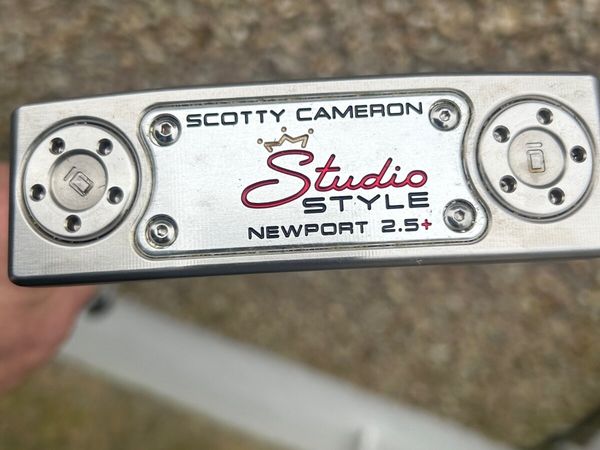 SCOTTY CAMERON
Studio
STYLE
NEWPORT 2.5+